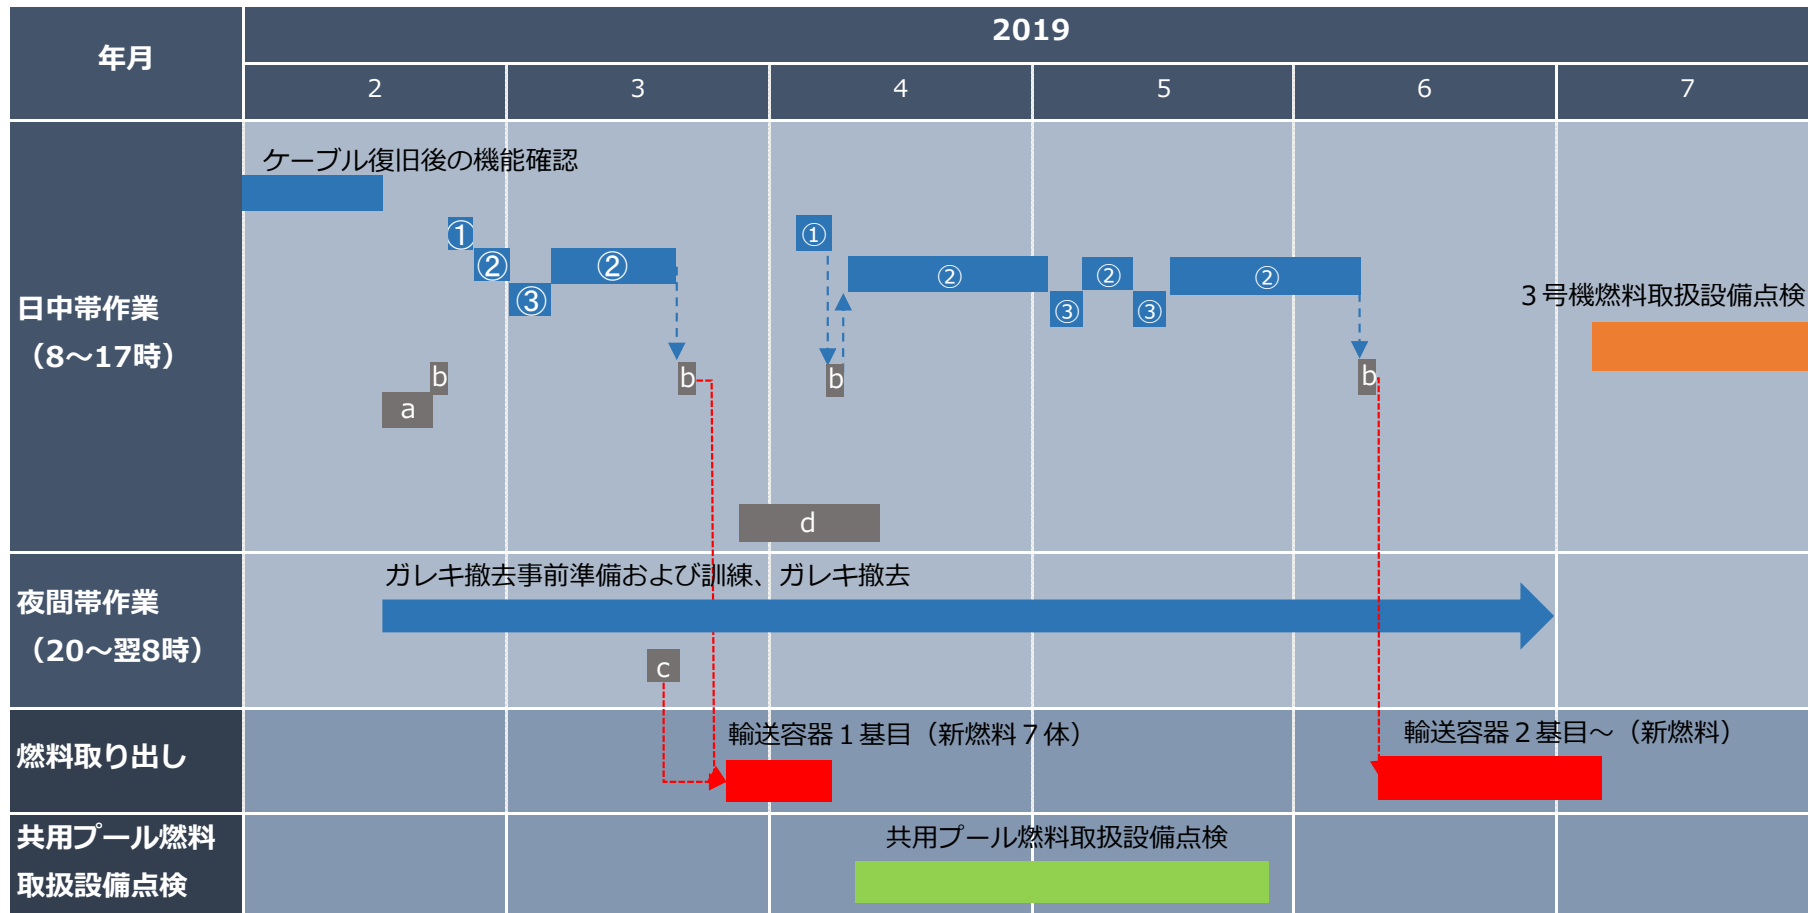 年月
2019
2
3
4
5
6
7
日中帯作業
（8～17時）
ケーブル復旧後の機能確認
①
②
③
②
①
②
③
②
③
②
３号機燃料取扱設備点検
b
a
b
b
b
d
夜間帯作業
（20～翌8時）
ガレキ撤去事前準備および訓練、ガレキ撤去
c
燃料取り出し
輸送容器１基目（新燃料７体）
輸送容器２基目～（新燃料）
共用プール燃料
取扱設備点検
共用プール燃料取扱設備点検